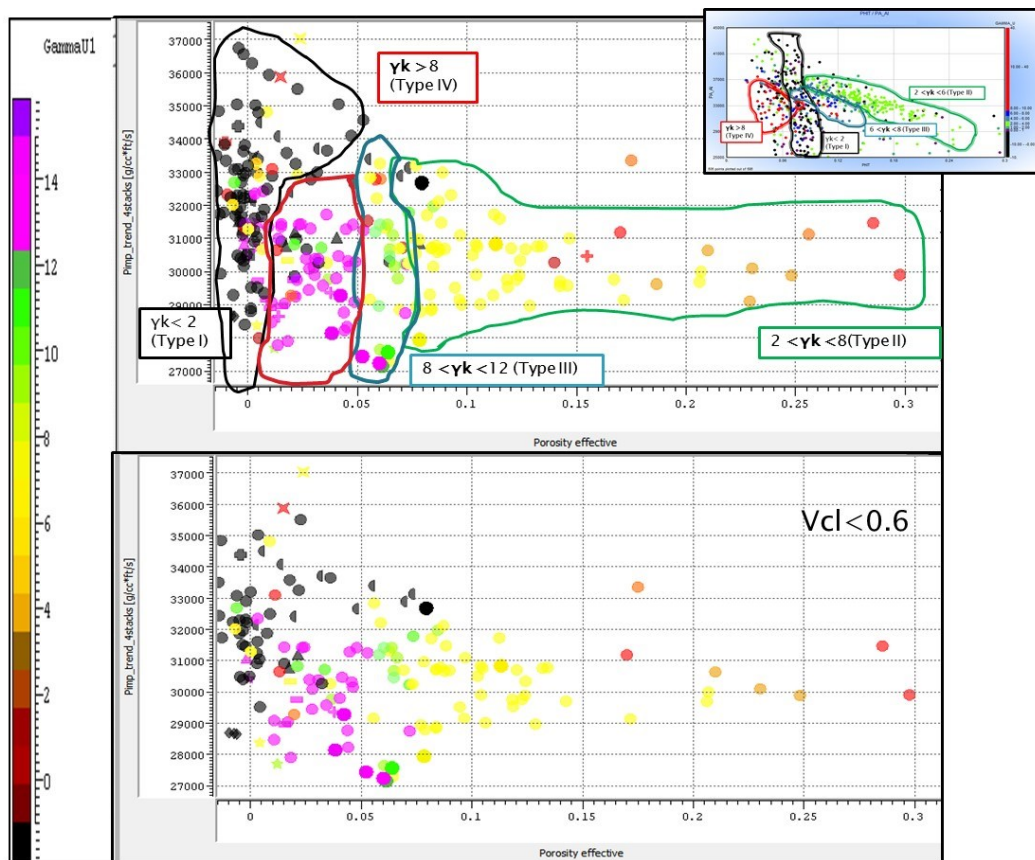 GammaU1
14
12
10
8
6
4
2
0
Pimp_trend_4stacks [g/cc*ft/s]
37000
36000
35000
34000
33000
32000
31000
30000
29000
28000
27000
γk > 8
(Type IV)
γk< 2
(Type I)
8 <γk<12 (Type III)
2 <γk<8(Type II)
0
0.05
0.1
0.15
0.2
0.25
0.3
Porosity effective
2 <γk<6 (Type II)
6 <γk<8(Type III)
γk>8
(Type IV)
γk< 2
(Type I)
Vcl<0.6
Pimp_trend_4stacks [g/cc*ft/s]
37000
36000
35000
34000
33000
32000
31000
30000
29000
28000
27000
0
0.05
0.1
0.15
0.2
0.25
0.3
Porosity effective